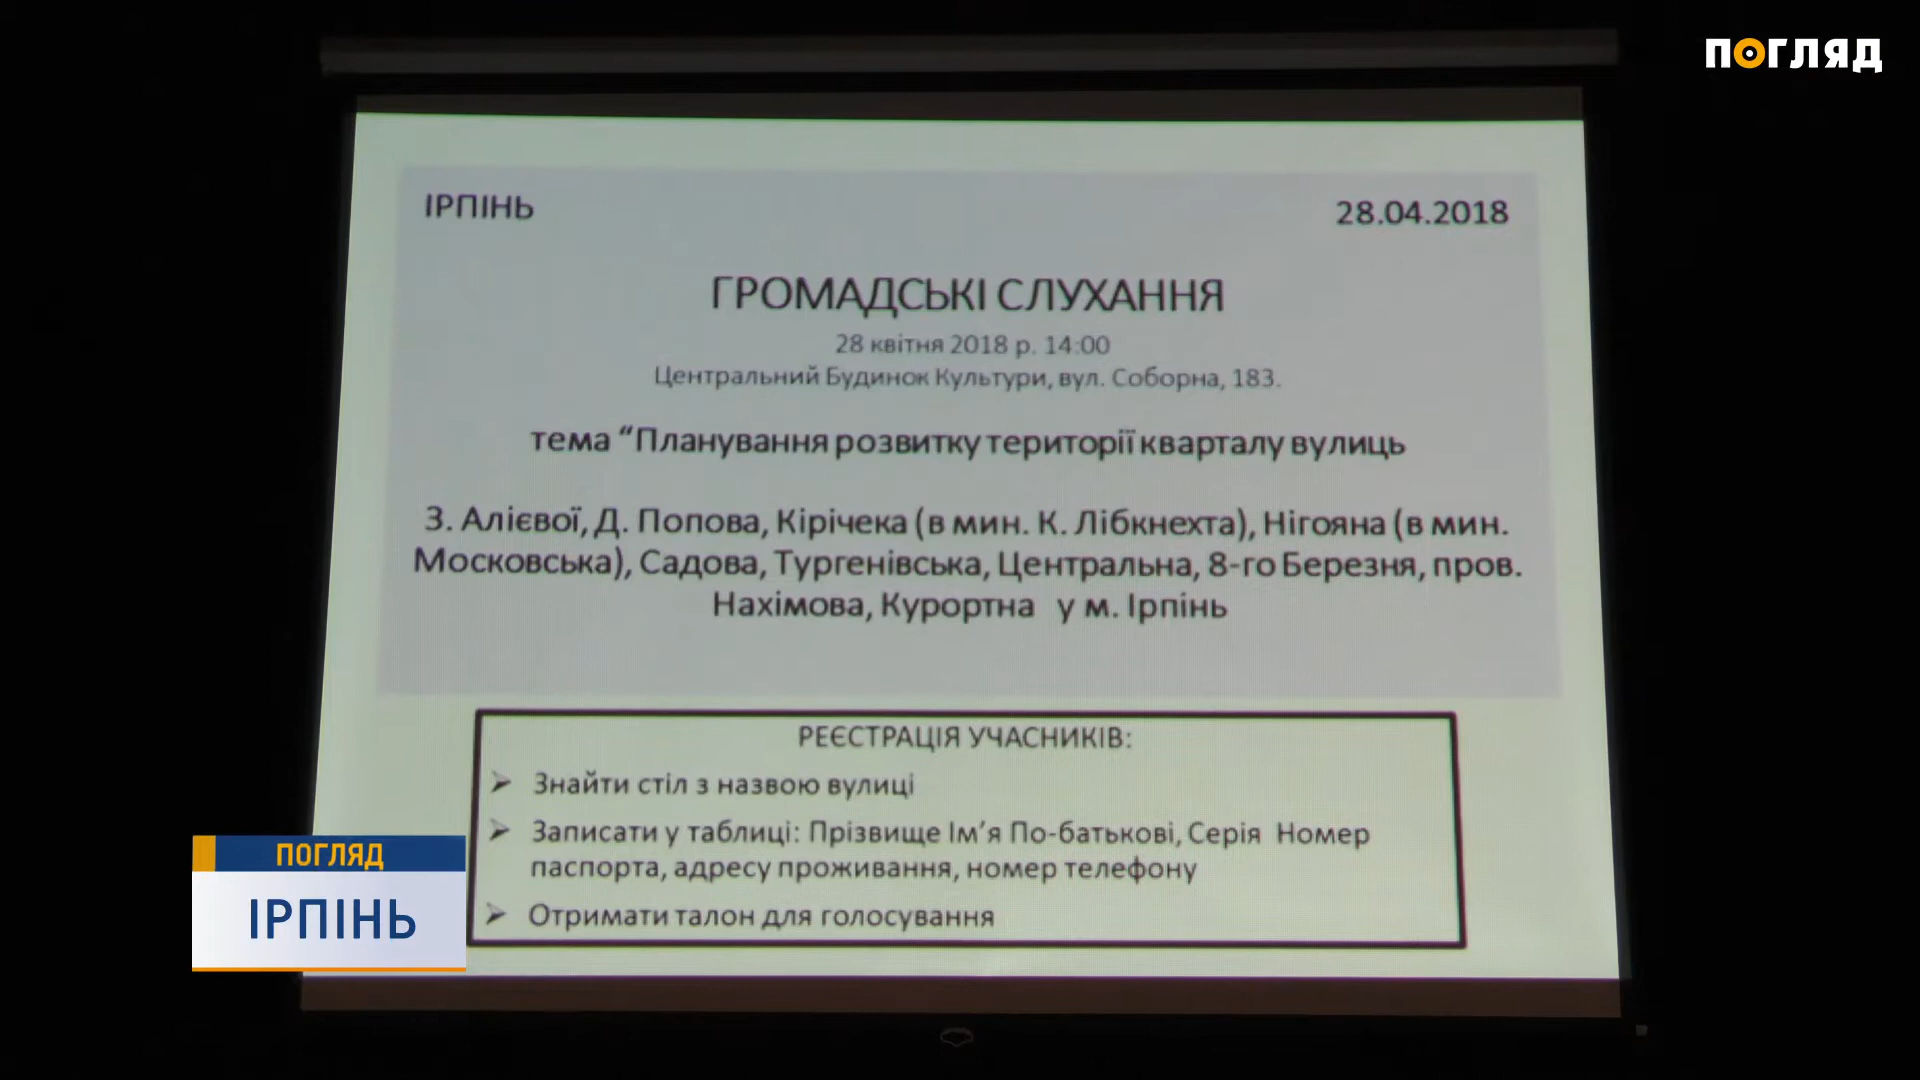 ПОГЛЯД
ІРПІНЬ
28.04.2018
ГРОМАДСЬКІ СЛУХАННЯ
28 квітня 2018 р. 14:00
Центральний Будинок Культури, вул. Соборна, 183.
тема “Планування розвитку території кварталу вулиць
З. Алієвої, Д. Попова, Кірічека (в мин. К. Лібкнехта), Нігояна (в мин.
Московська), Садова, Тургенівська, Центральна, 8-го Березня, пров.
Нахімова, Курортна у м. Ірпінь
РЕЄСТРАЦІЯ УЧАСНИКІВ:
➢ Знайти стіл з назвою вулиці
➢ Записати у таблиці: Прізвище Ім’я По-батькові, Серія Номер
паспорта, адресу проживання, номер телефону
➢ Отримати талон для голосування
ПОГЛЯД
ІРПІНЬ